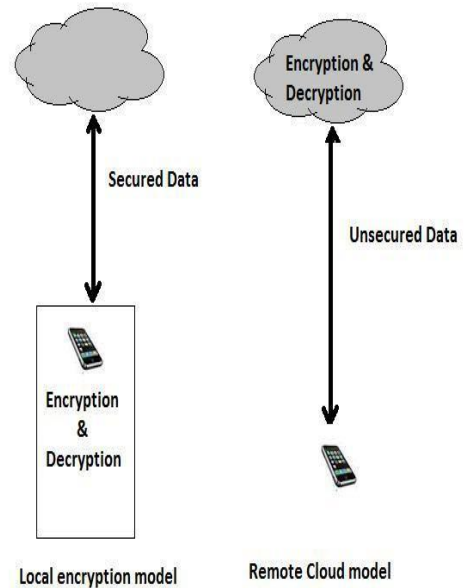 Secured Data
Encryption
&
Decryption
Local encryption model
Encryption &
Decryption
Unsecured Data
Remote Cloud model